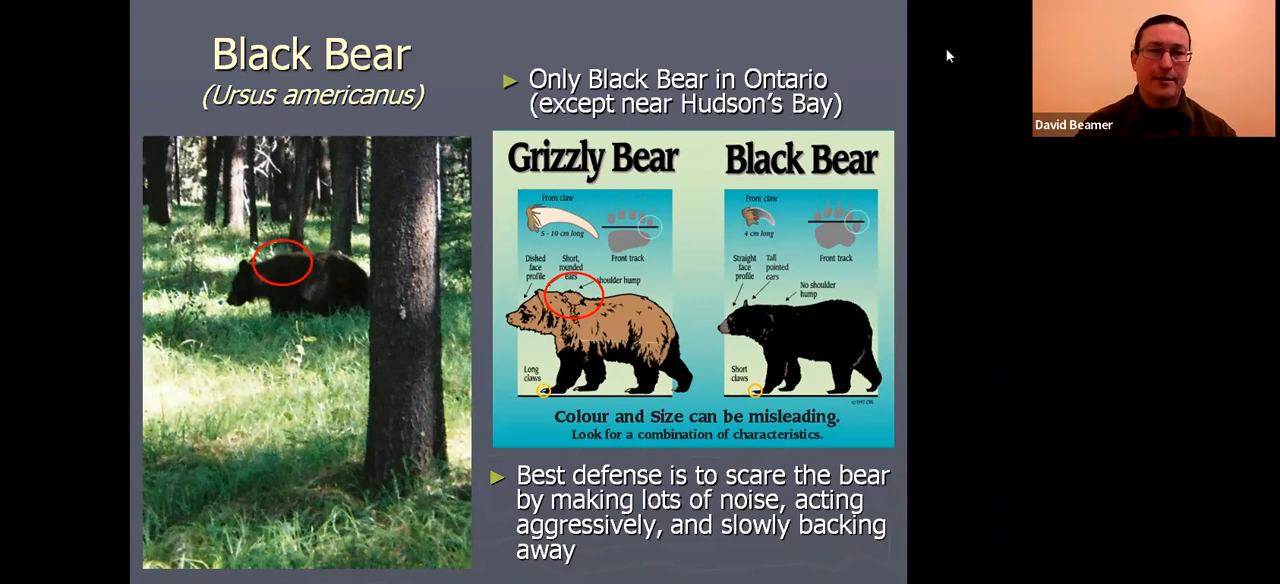 Black Bear
(Ursus americanus)
► Only Black Bear in Ontario
(except near Hudson's Bay)
Grizzly Bear
Front claw
5 - 10 cm long
Front track
Dished
face
profile
Short,
rounded
ears
shoulder hump
Long
claws
Black Bear
Front claw
4 cm long
Front track
Straight
face
profile
Tall
pointed
ears
No shoulder
hump
Short
claws
Colour and Size can be misleading.
Look for a combination of characteristics.
► Best defense is to scare the bear
by making lots of noise, acting
aggressively, and slowly backing
away
David Beamer